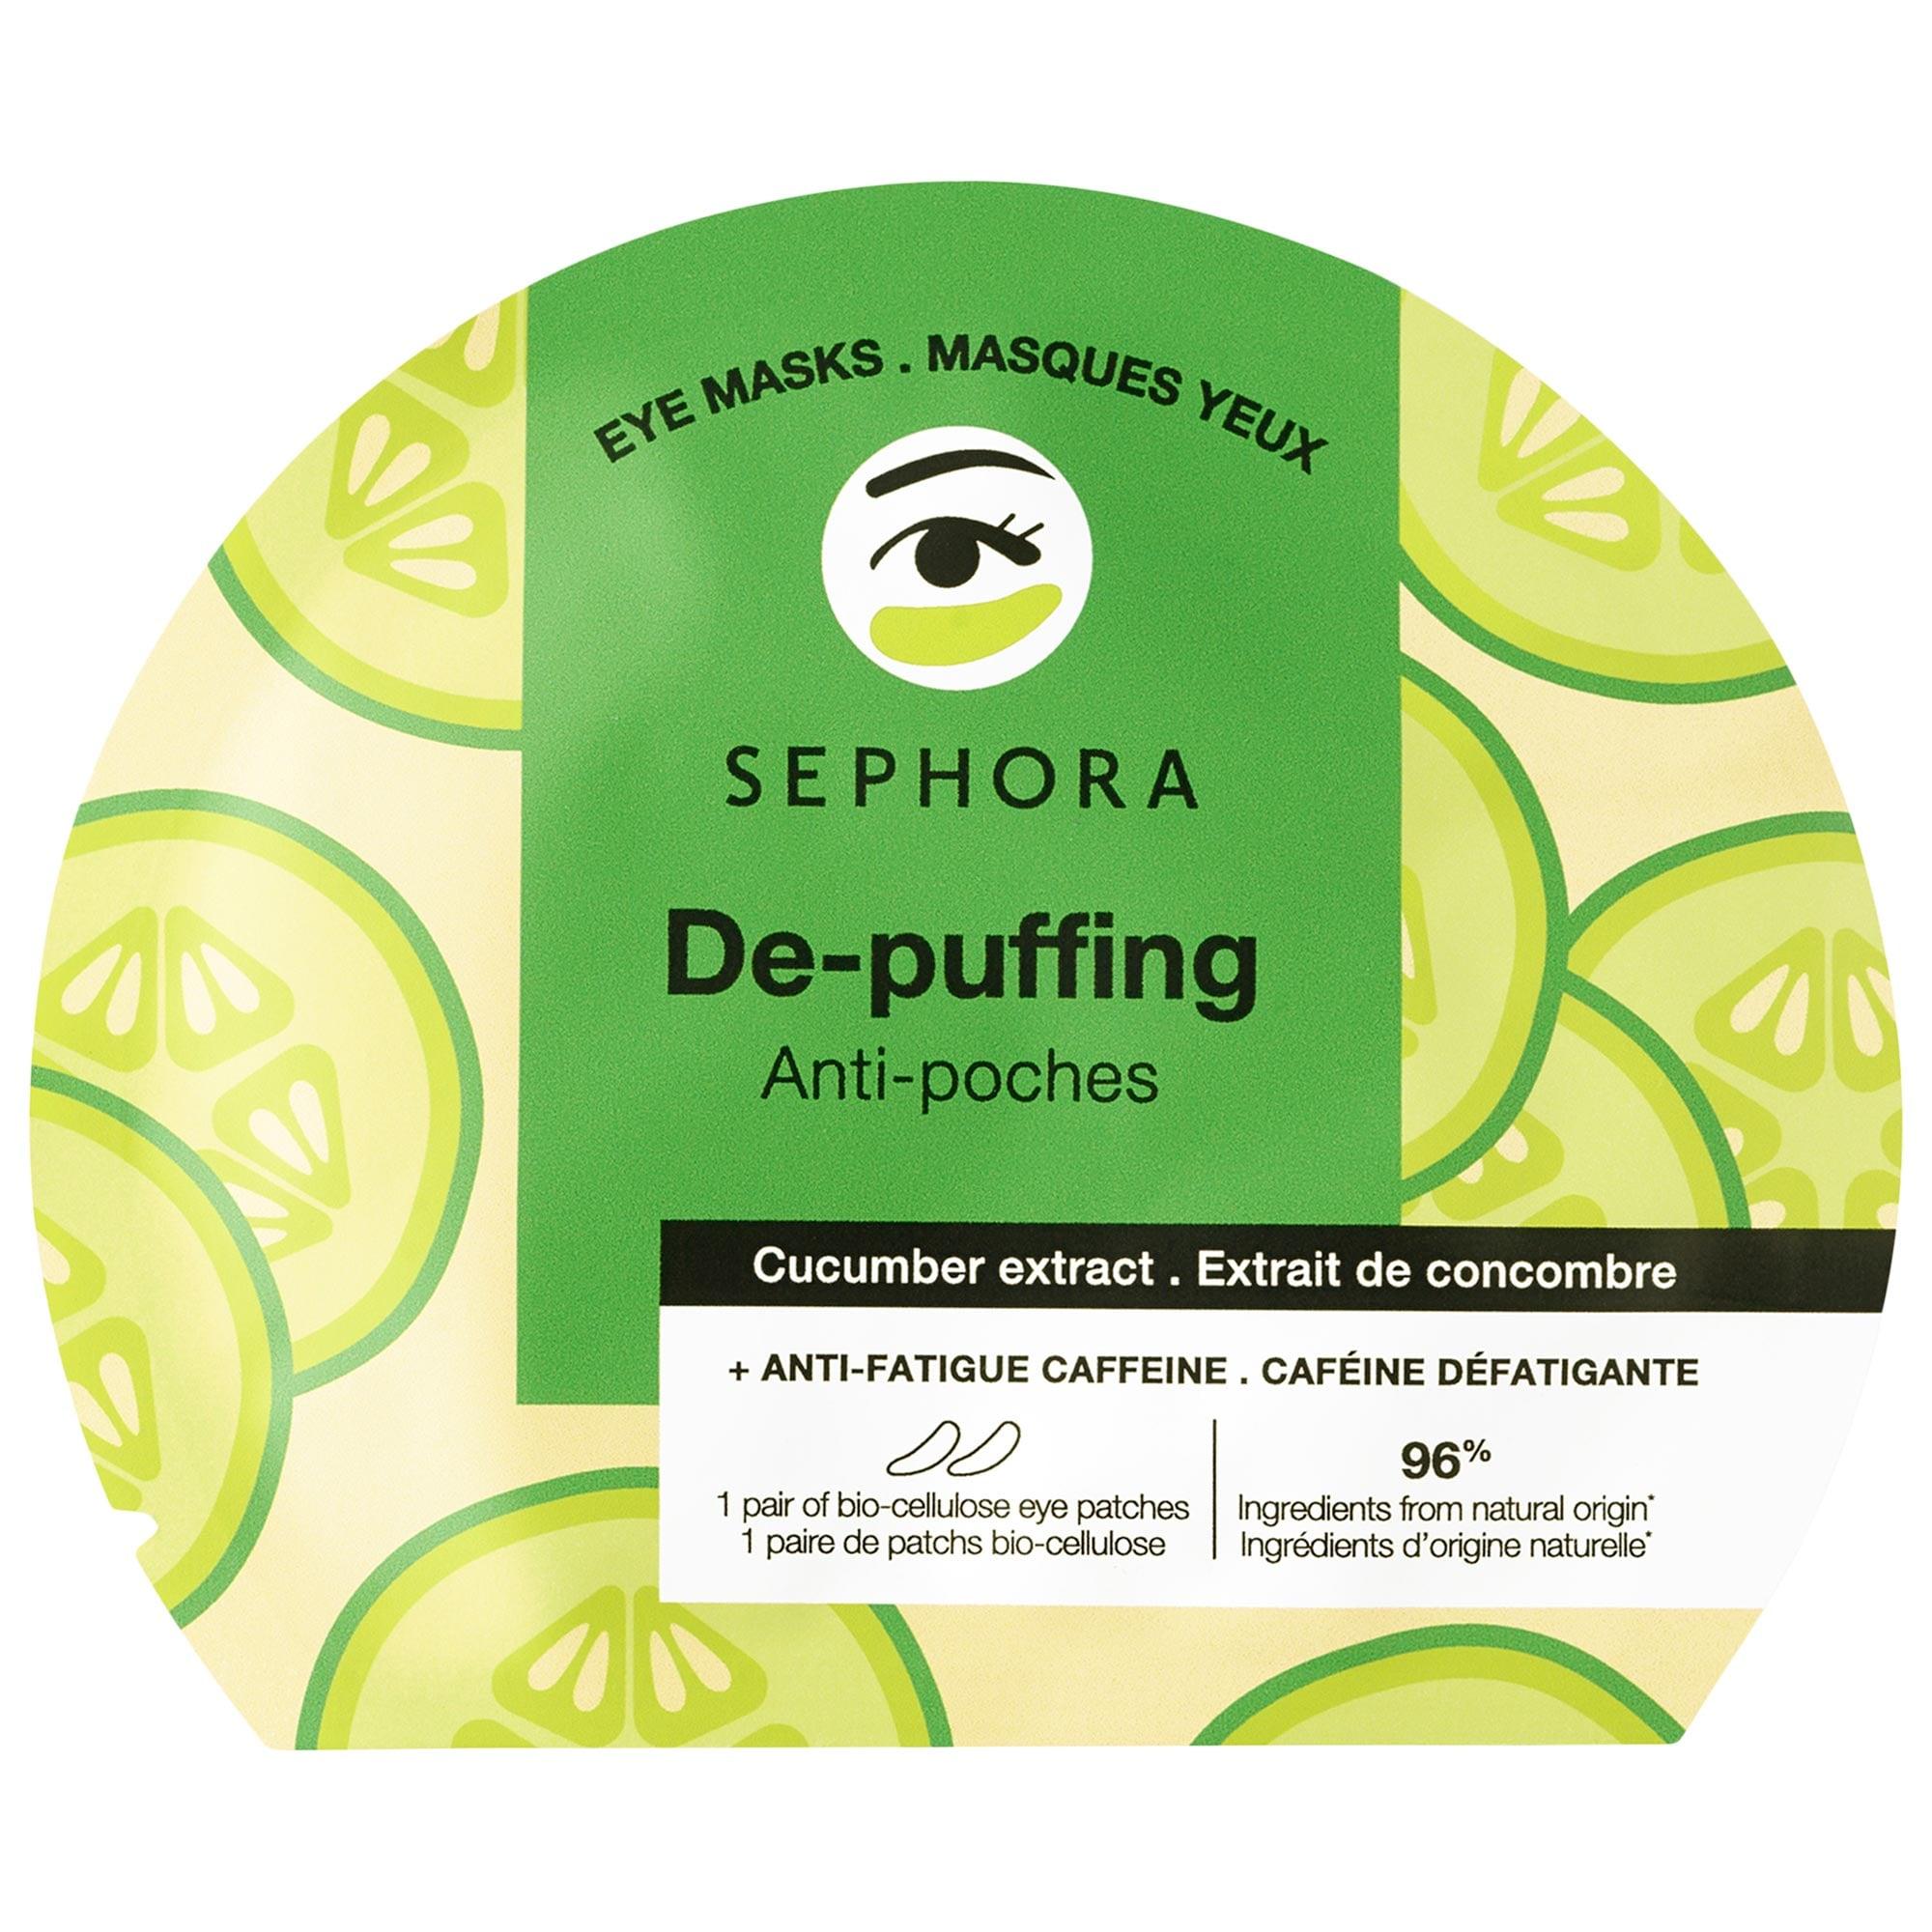 EYE MASKS . MASQUES YEUX
SEPHORA
De-puffing
Anti-poches
Cucumber extract . Extrait de concombre
+ ANTI-FATIGUE CAFFEINE . CAFÉINE DÉFATIGANTE
1 pair of bio-cellulose eye patches
1 paire de patchs bio-cellulose
96%
Ingredients from natural origin*
Ingrédients d'origine naturelle*